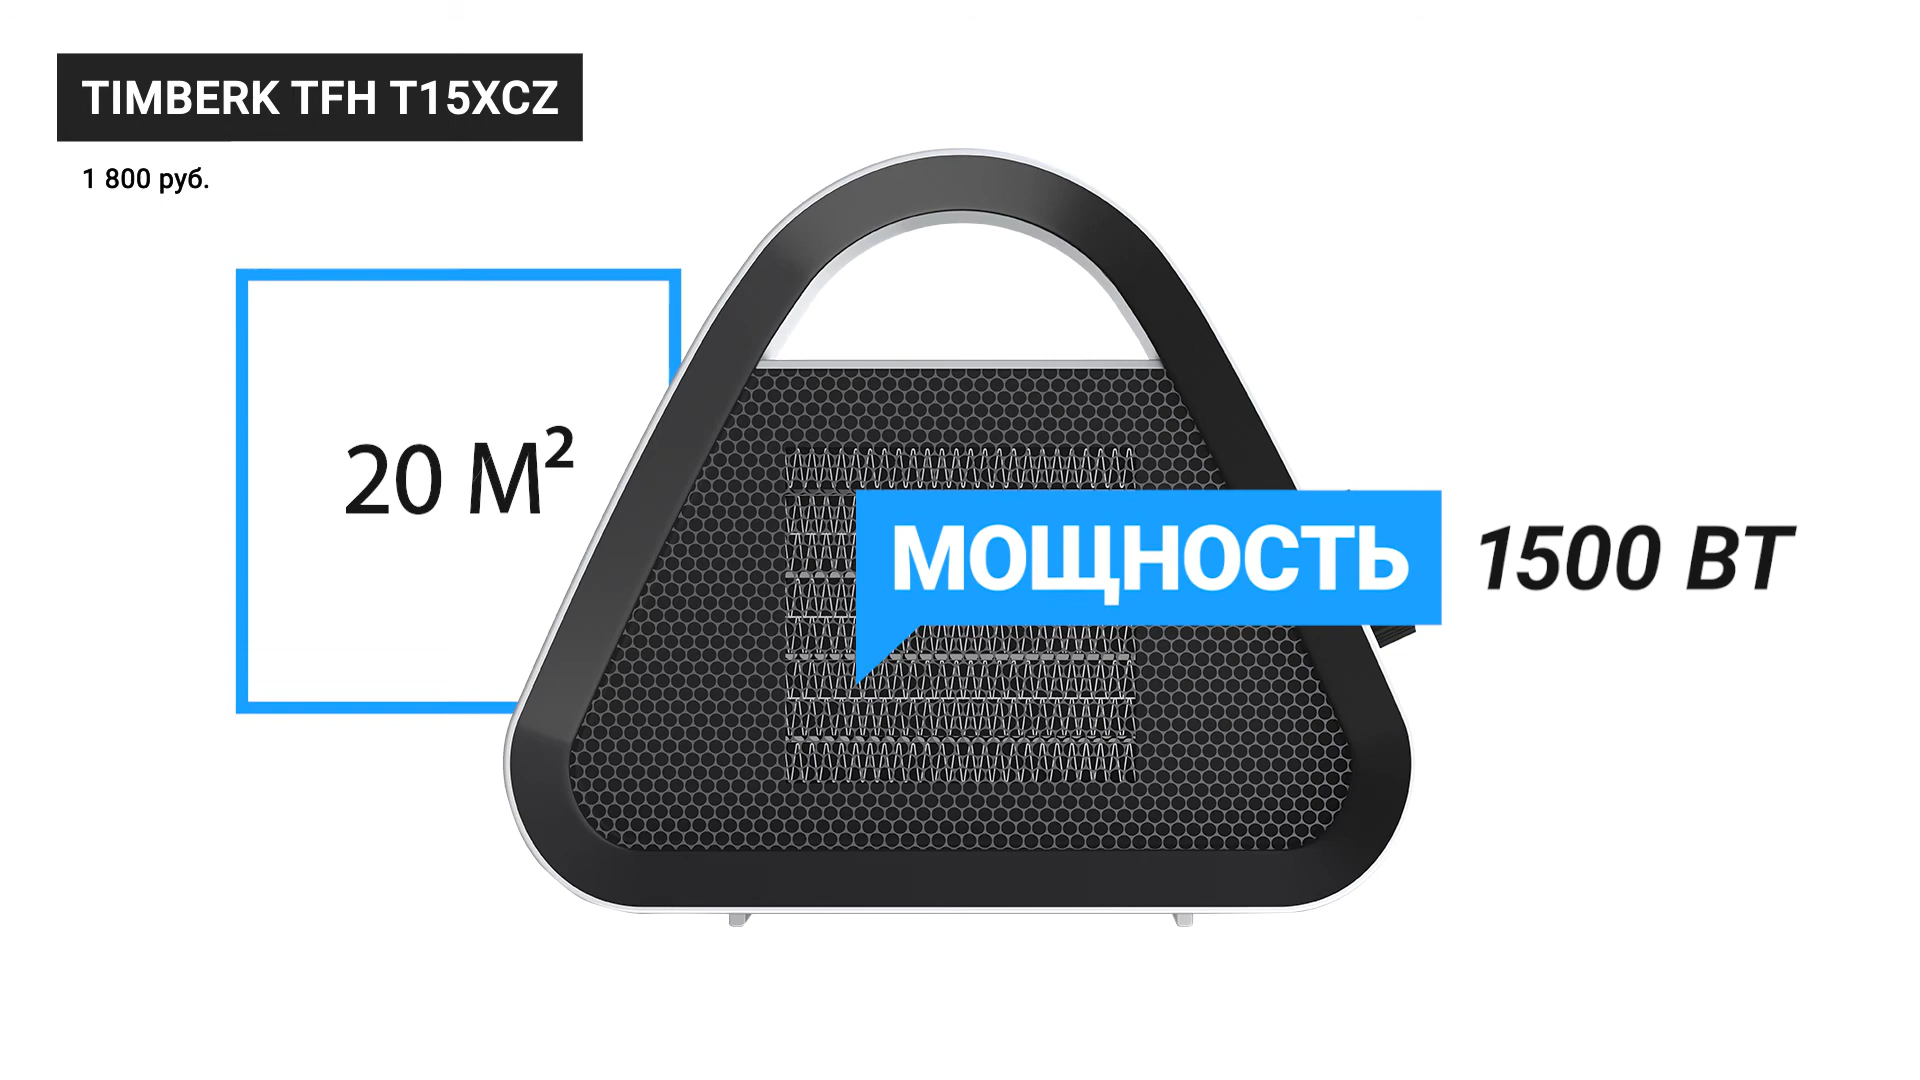 TIMBERK TFH T15XCZ
1 800 руб.
20 М²
МОЩНОСТЬ 1500 ВТ